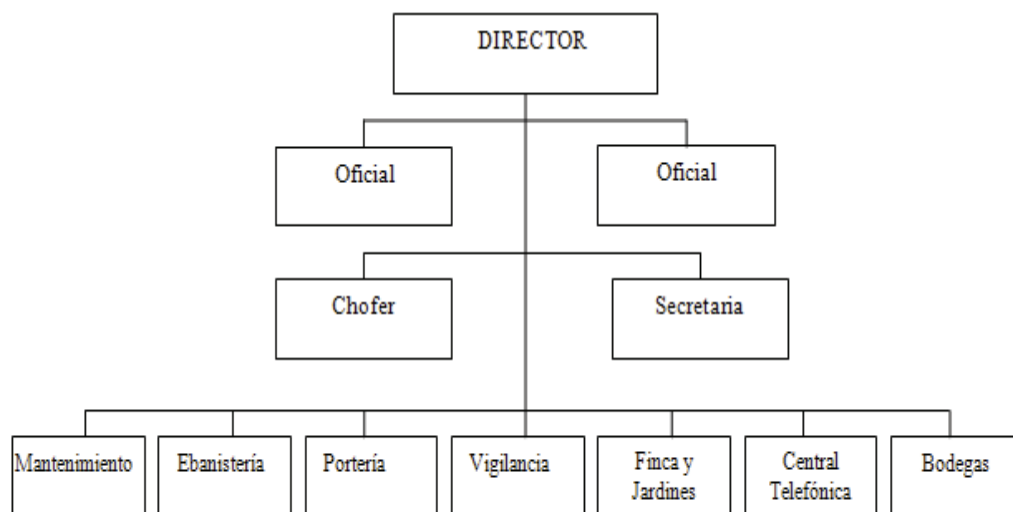 DIRECTOR
Oficial
Oficial
Chofer
Secretaria
Mantenimiento
Ebanistería
Portería
Vigilancia
Finca y
Jardines
Central
Telefónica
Bodegas